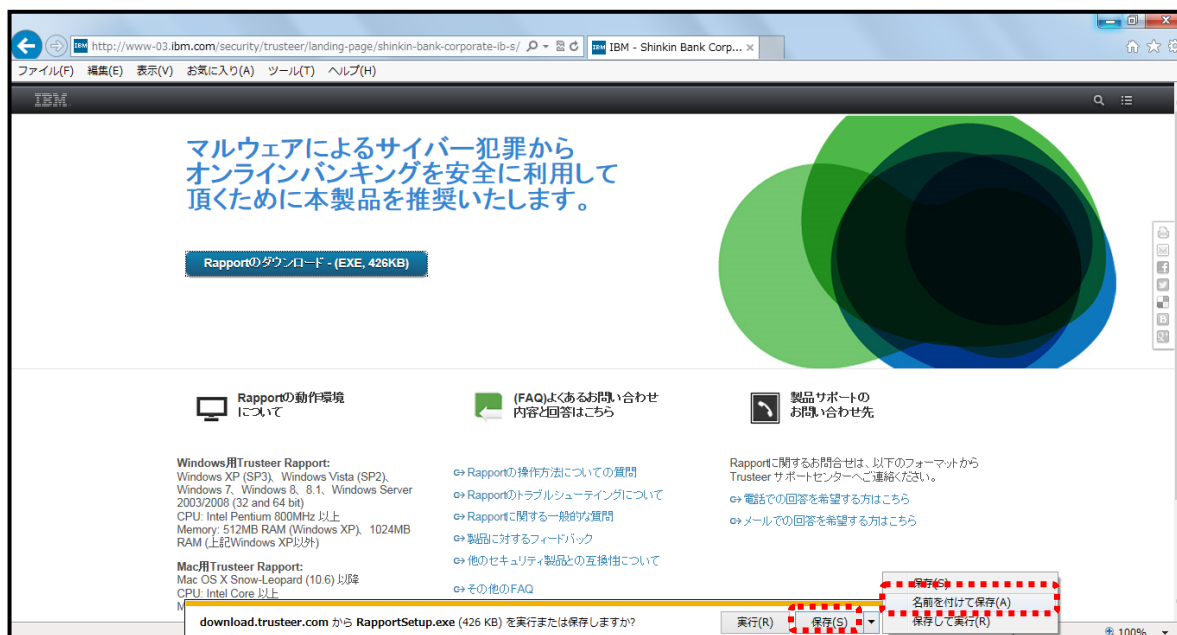 http://www-03.ibm.com/security/trusteer/landing-page/shinkin-bank-corporate-ib-s/
IBM - Shinkin Bank Corp...
ファイル(F) 編集(E) 表示(V) お気に入り(A) ツール(T) ヘルプ(H)
IBM
マルウェアによるサイバー犯罪から
オンラインバンキングを安全に利用して
頂くために本製品を推奨いたします。
Rapportのダウンロード - (EXE, 426KB)
Rapportの動作環境
について
Windows用Trusteer Rapport:
Windows XP (SP3)、Windows Vista (SP2)、
Windows 7、Windows 8、8.1、Windows Server
2003/2008 (32 and 64 bit)
CPU: Intel Pentium 800MHz 以上
Memory: 512MB RAM (Windows XP)、1024MB
RAM (上記Windows XP以外)
Mac用Trusteer Rapport:
Mac OS X Snow-Leopard (10.6) 以降
CPU: Intel Core 以上
(FAQ)よくあるお問い合わせ
内容と回答はこちら
Rapportの操作方法についての質問
Rapportのトラブルシューティングについて
Rapportに関する一般的な質問
製品に対するフィードバック
他のセキュリティ製品との互換性について
その他のFAQ
製品サポートの
お問い合わせ先
Rapportに関するお問合せは、以下のフォーマットから
Trusteer サポートセンターへご連絡ください。
電話での回答を希望する方はこちら
メールでの回答を希望する方はこちら
保存(S)
名前を付けて保存(A)
保存して実行(R)
download.trusteer.com から RapportSetup.exe (426 KB) を実行または保存しますか?
実行(R)
保存(S)
100%